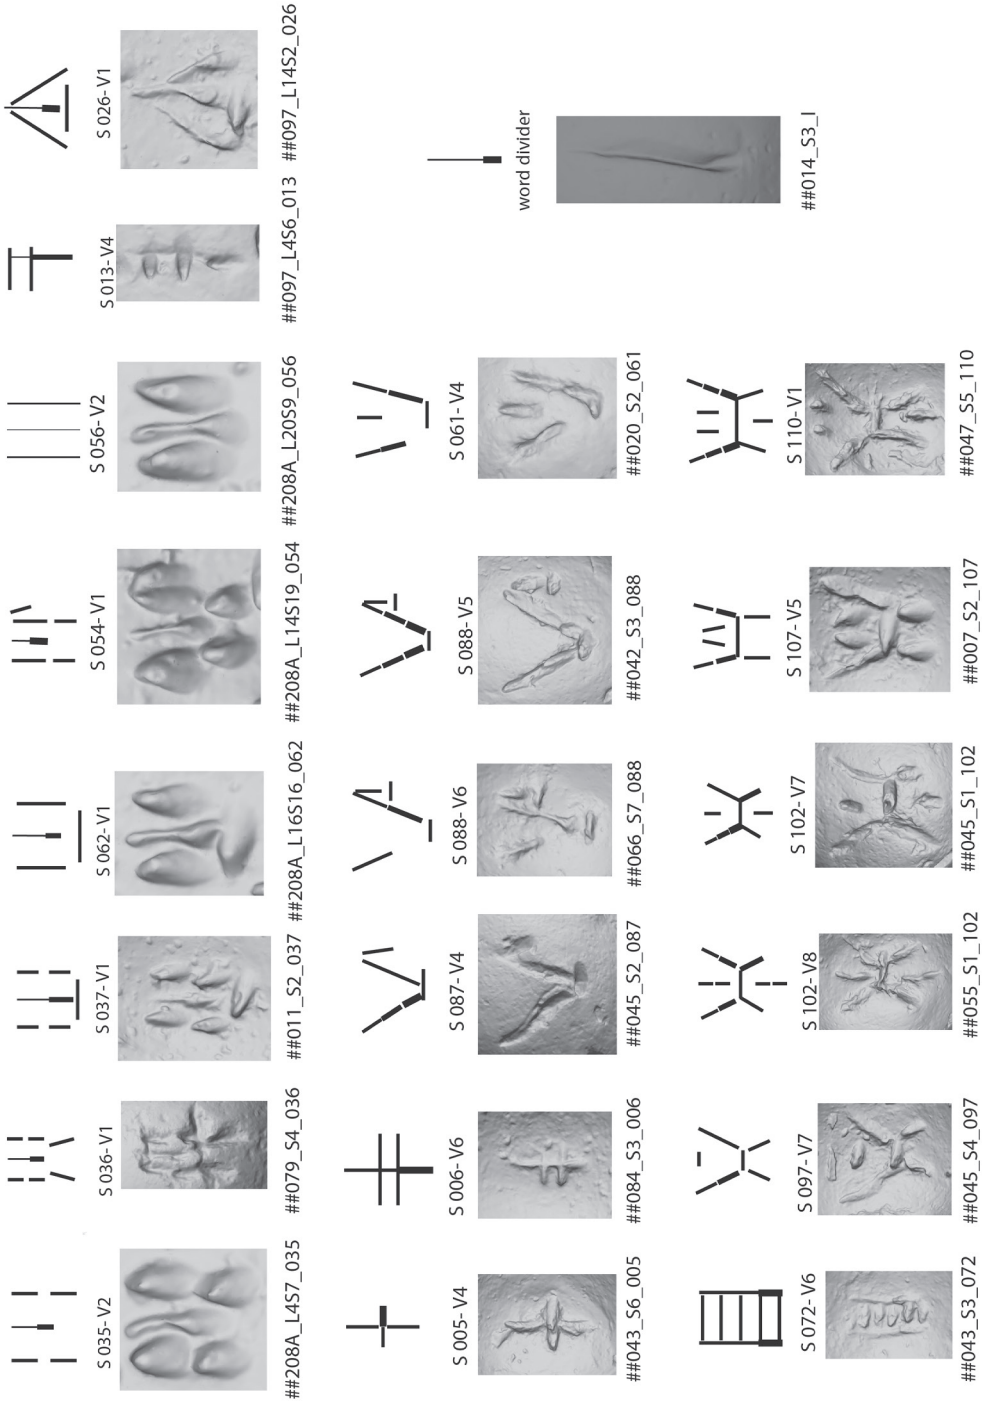 S 035- V2
S 036- V1
S 037- V1
S 062- V1
S 054- V1
S 056- V2
S 013- V4
S 026- V1
##208A_L4S7_035
##079_S4_036
##011_S2_037
##208A_L16S16_062
##208A_L14S19_054
##208A_L20S9_056
##097_L4S6_013
##097_L14S2_026
S 005- V4
S 006- V6
S 087- V4
S 088- V6
S 088- V5
S 061- V4
word divider
##043_S6_005
##084_S3_006
##045_S2_087
##066_S7_088
##042_S3_088
##020_S2_061
##014_S3_I
S 072- V6
S 097- V7
S 102- V8
S 102- V7
S 107- V5
S 110- V1
##043_S3_072
##045_S4_097
##055_S1_102
##045_S1_102
##007_S2_107
##047_S5_110